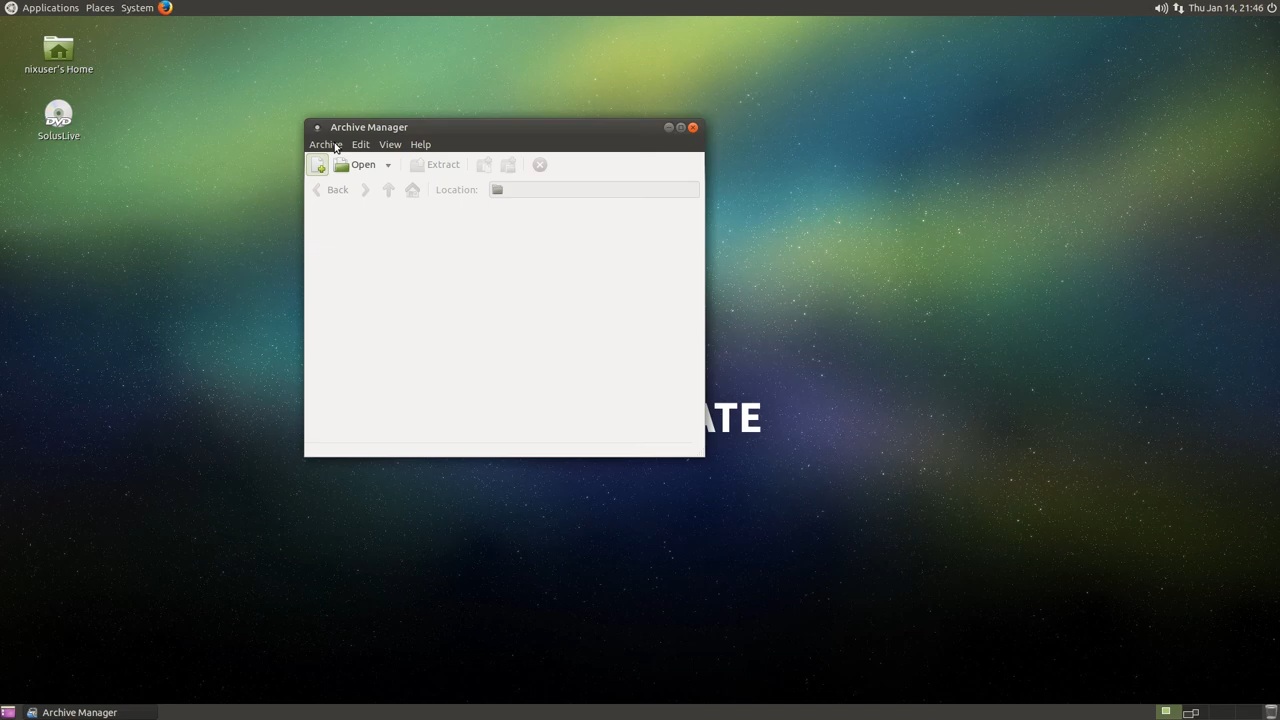 Applications Places System
Thu Jan 14, 21:46
nixuser's Home
DVD
SolusLive
Archive Manager
Archive Edit View Help
Open Extract
Back Location:
ATE
Archive Manager